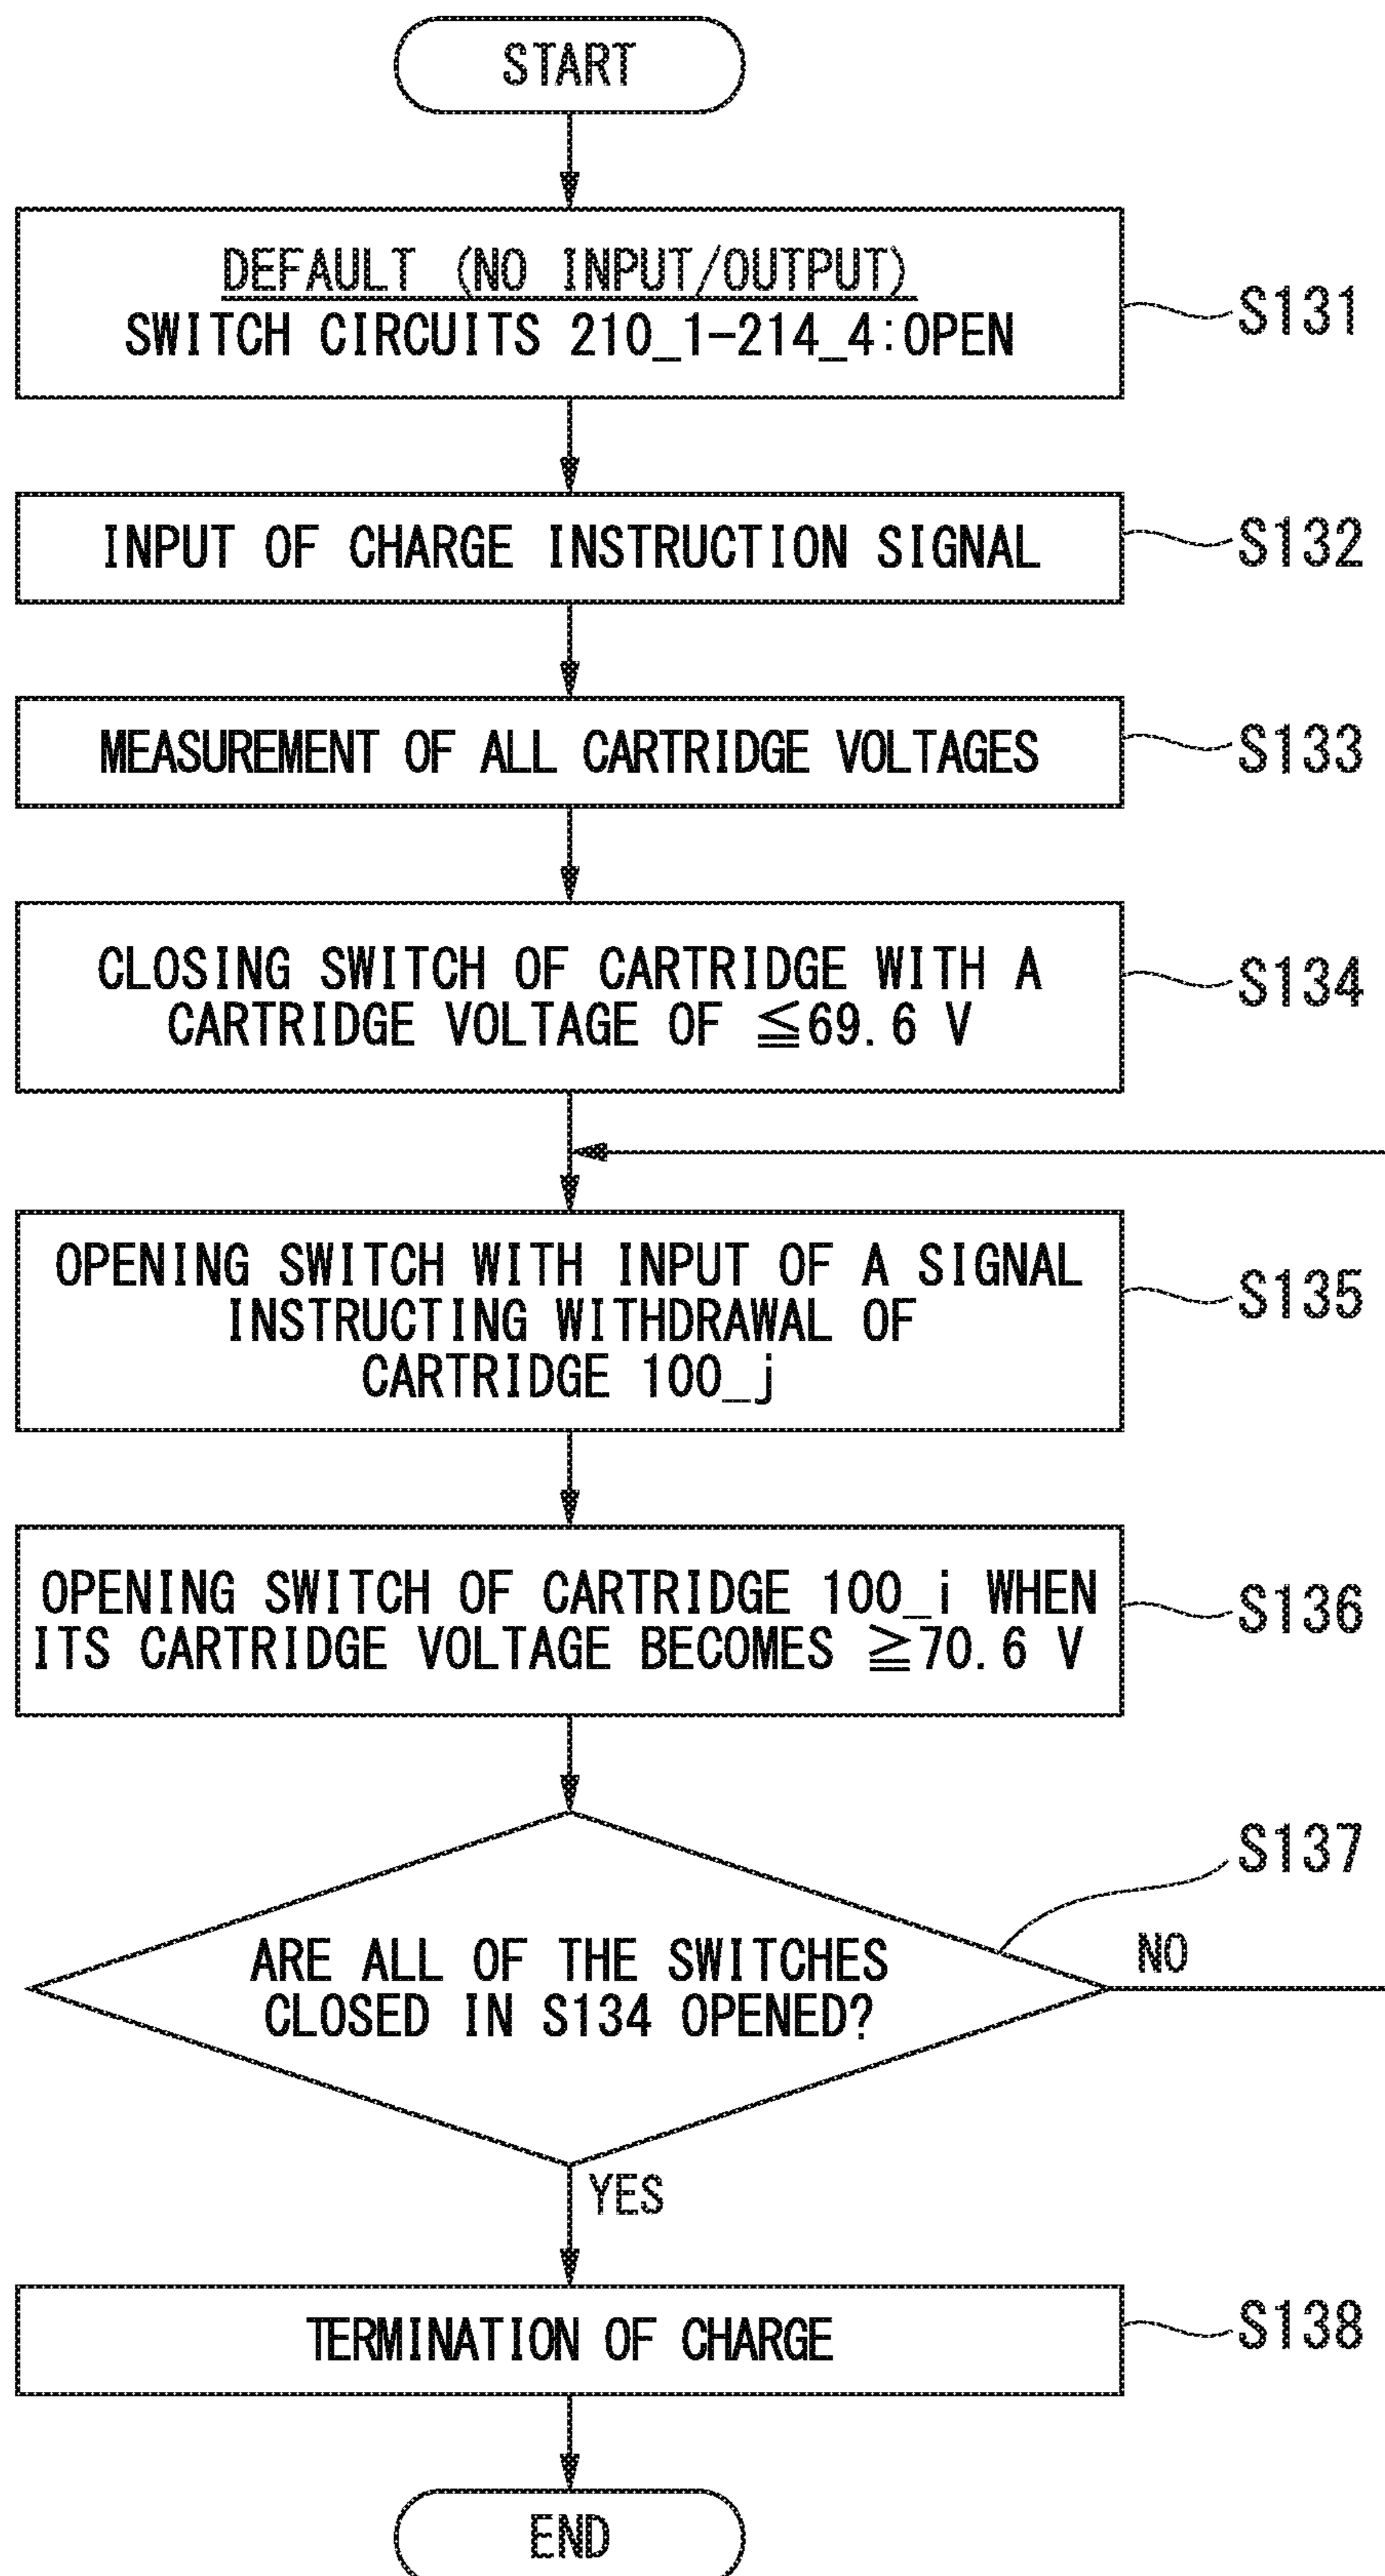 START
DEFAULT (NO INPUT/OUTPUT)
SWITCH CIRCUITS 210_1-214_4:OPEN
S131
INPUT OF CHARGE INSTRUCTION SIGNAL
S132
MEASUREMENT OF ALL CARTRIDGE VOLTAGES
S133
CLOSING SWITCH OF CARTRIDGE WITH A
CARTRIDGE VOLTAGE OF ≦69.6 V
S134
OPENING SWITCH WITH INPUT OF A SIGNAL
INSTRUCTING WITHDRAWAL OF
CARTRIDGE 100_j
S135
OPENING SWITCH OF CARTRIDGE 100_i WHEN
ITS CARTRIDGE VOLTAGE BECOMES ≧70.6 V
S136
S137
ARE ALL OF THE SWITCHES
CLOSED IN S134 OPENED?
NO
YES
TERMINATION OF CHARGE
S138
END